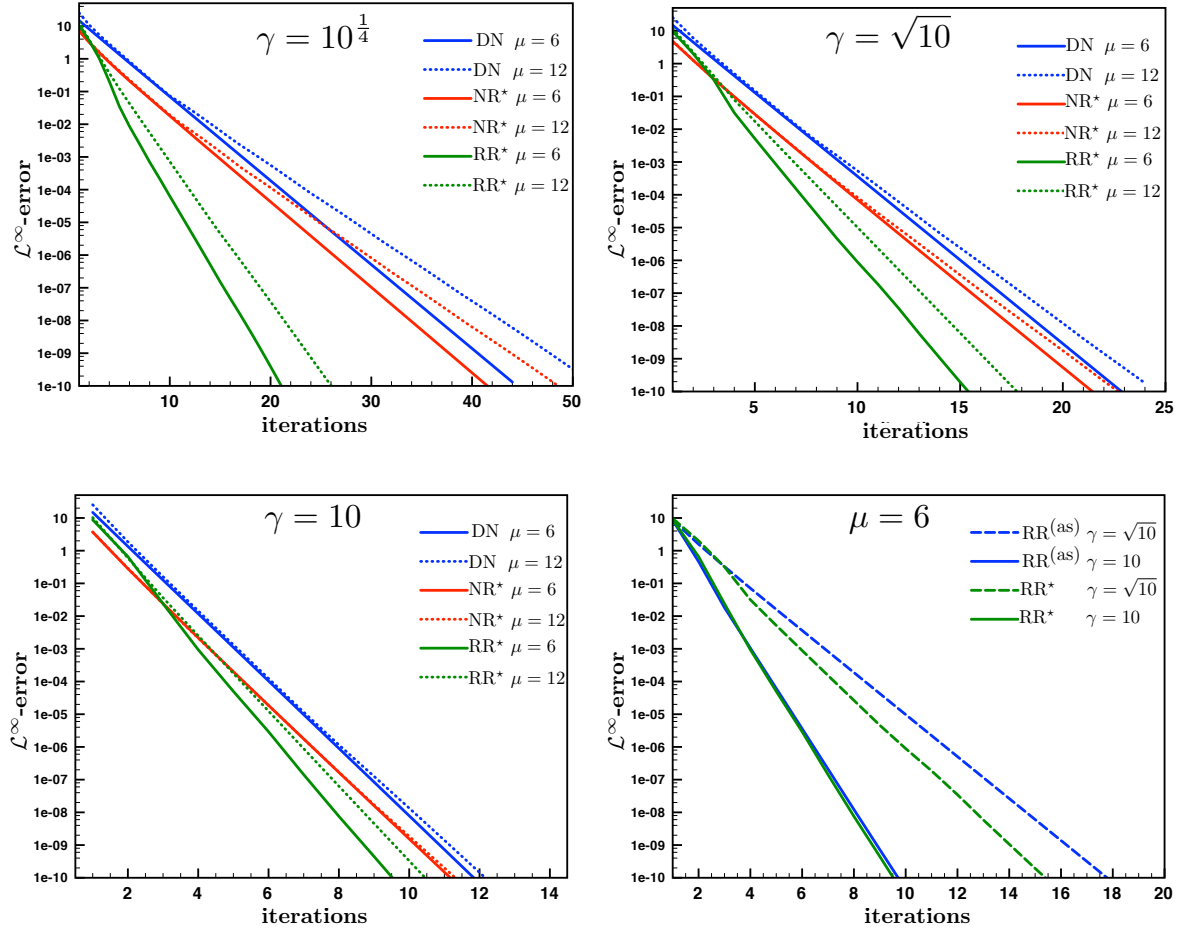 γ = 10^{1/4}
DN μ = 6
DN μ = 12
NR⋆ μ = 6
NR⋆ μ = 12
RR⋆ μ = 6
RR⋆ μ = 12
10
1
1e-01
1e-02
1e-03
1e-04
1e-05
1e-06
1e-07
1e-08
1e-09
1e-10
ℒ^∞-error
10 20 30 40 50
iterations
γ = √10
DN μ = 6
DN μ = 12
NR⋆ μ = 6
NR⋆ μ = 12
RR⋆ μ = 6
RR⋆ μ = 12
10
1
1e-01
1e-02
1e-03
1e-04
1e-05
1e-06
1e-07
1e-08
1e-09
1e-10
ℒ^∞-error
5 10 15 20 25
iterations
γ = 10
DN μ = 6
DN μ = 12
NR⋆ μ = 6
NR⋆ μ = 12
RR⋆ μ = 6
RR⋆ μ = 12
10
1
1e-01
1e-02
1e-03
1e-04
1e-05
1e-06
1e-07
1e-08
1e-09
1e-10
ℒ^∞-error
2 4 6 8 10 12 14
iterations
μ = 6
RR^(as) γ = √10
RR^(as) γ = 10
RR⋆ γ = √10
RR⋆ γ = 10
10
1
1e-01
1e-02
1e-03
1e-04
1e-05
1e-06
1e-07
1e-08
1e-09
1e-10
ℒ^∞-error
2 4 6 8 10 12 14 16 18 20
iterations